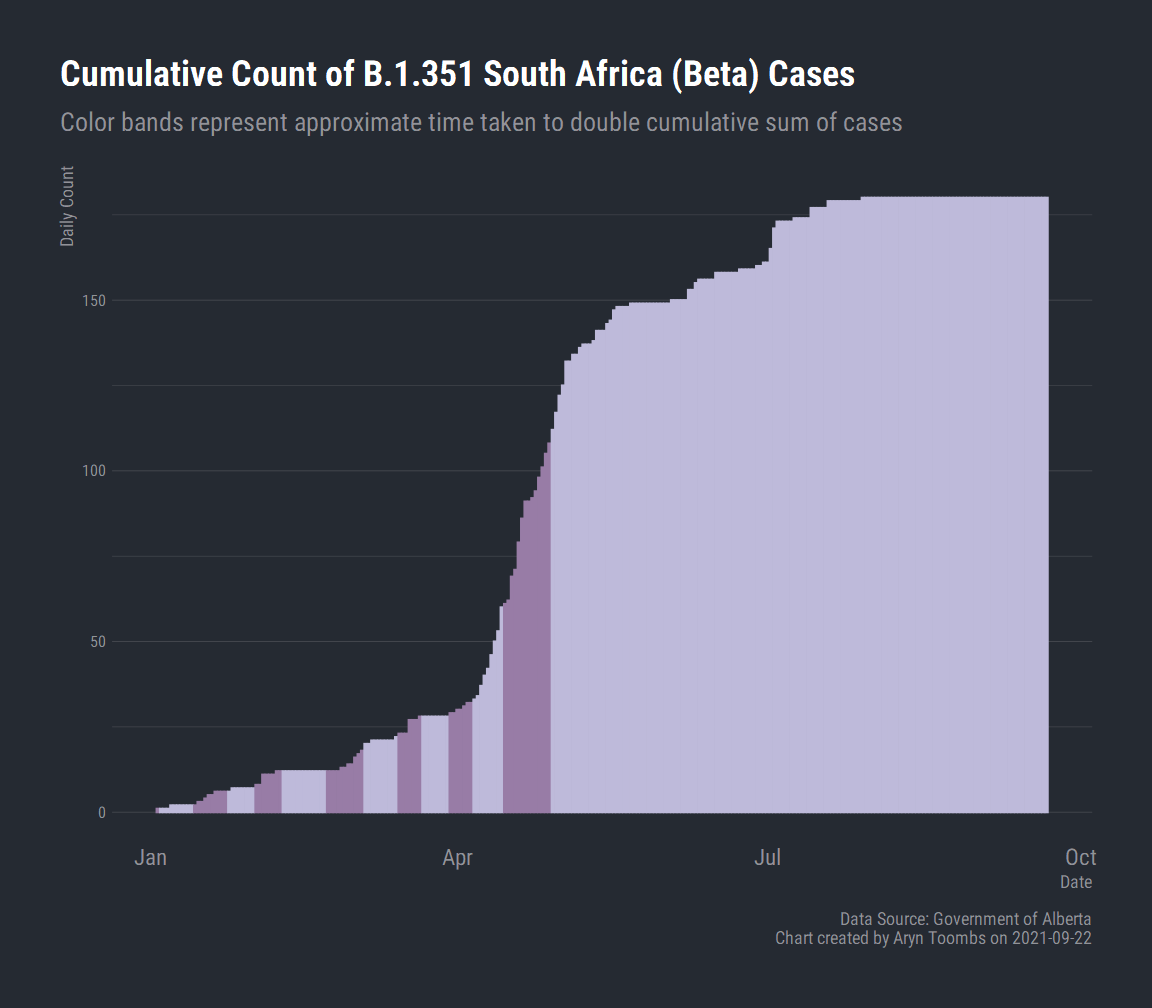 Cumulative Count of B.1.351 South Africa (Beta) Cases
Color bands represent approximate time taken to double cumulative sum of cases
Daily Count
150
100
50
0
Jan Apr Jul Oct
Date
Data Source: Government of Alberta
Chart created by Aryn Toombs on 2021-09-22